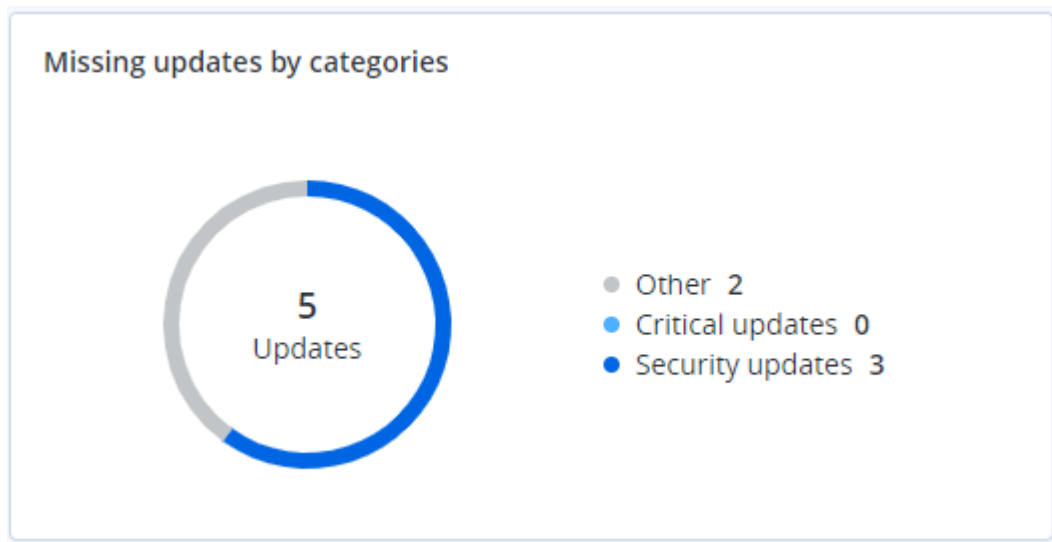 Missing updates by categories
5
Updates
Other 2
Critical updates 0
Security updates 3